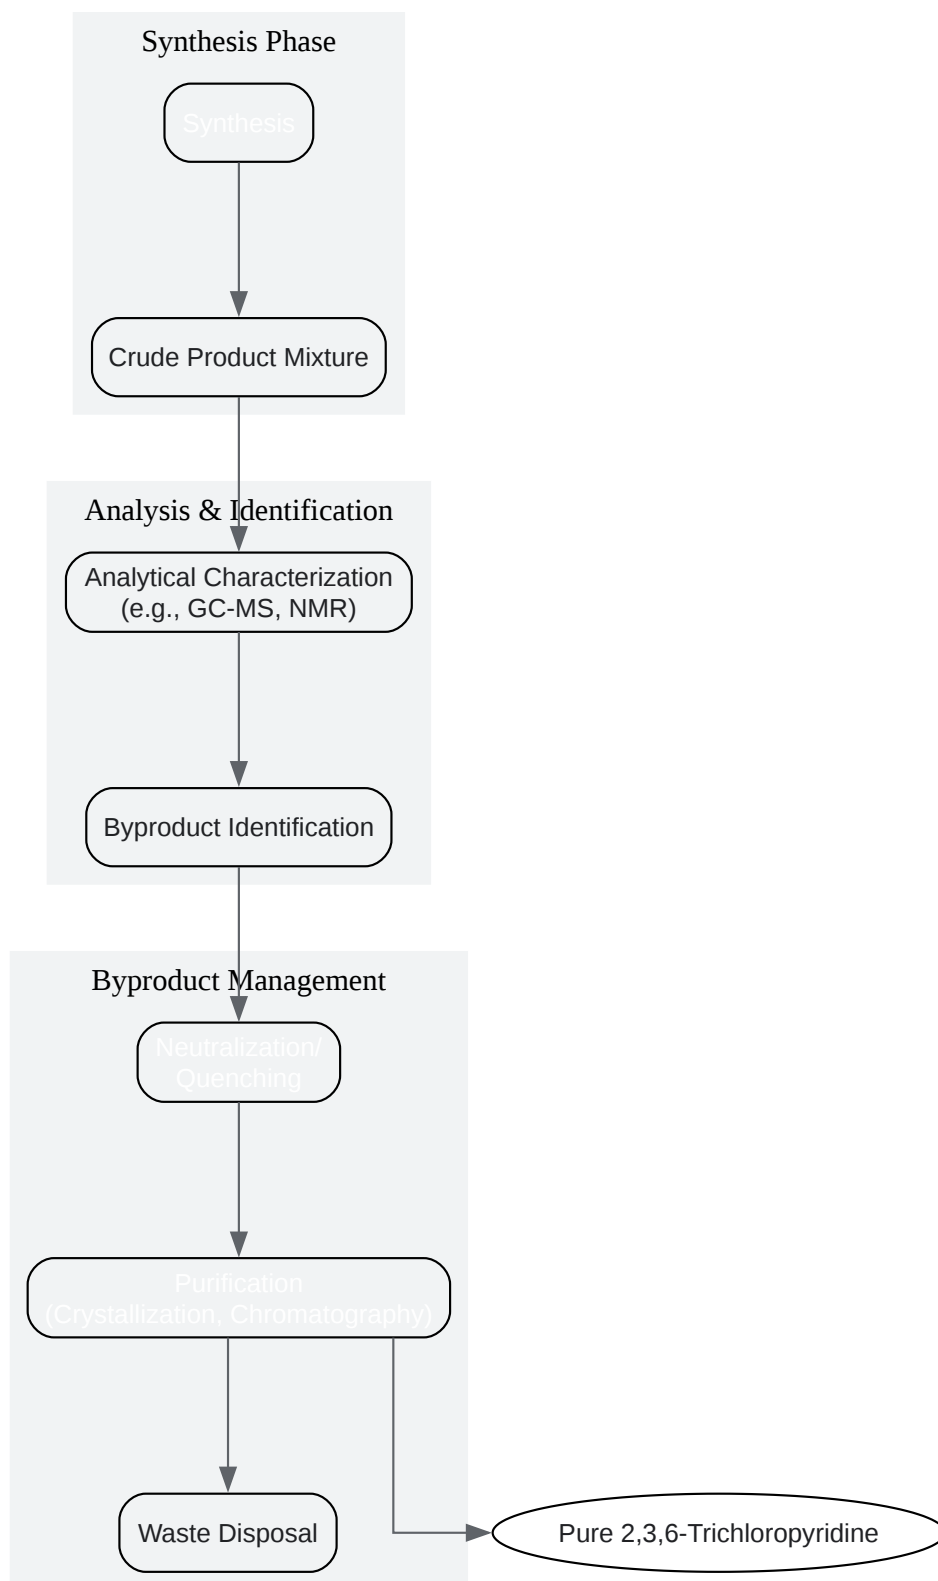 Synthesis Phase
Synthesis
Crude Product Mixture
Analysis & Identification
Analytical Characterization
(e.g., GC-MS, NMR)
Byproduct Identification
Byproduct Management
Neutralization/
Quenching
Purification
(Crystallization, Chromatography)
Waste Disposal
Pure 2,3,6-Trichloropyridine